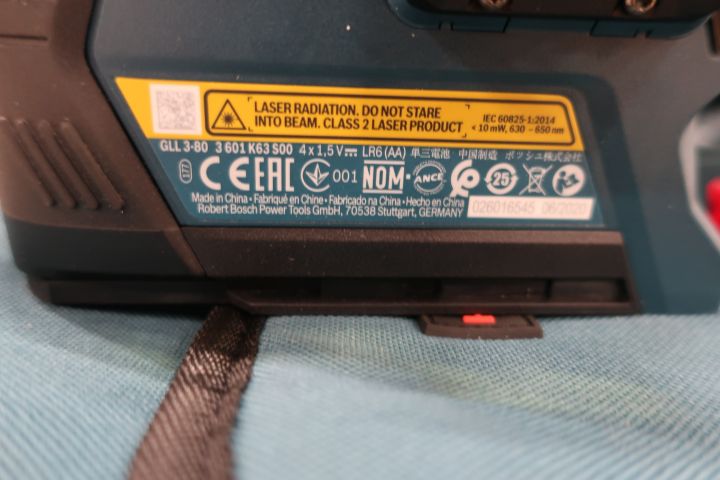 LASER RADIATION. DO NOT STARE
INTO BEAM. CLASS 2 LASER PRODUCT
IEC 60825-1:2014
< 10 mW, 630 – 650 nm
GLL 3-80 3 601 K63 S00 4 x 1,5 V LR6 (AA) 単三電池 中国制造 ボッシュ株式会社
177 CE EAC 001 NOM ANCE 25
Made in China · Fabriqué en Chine · Fabricado na China · Hecho en China
Robert Bosch Power Tools GmbH, 70538 Stuttgart, GERMANY 026016545 06/2020